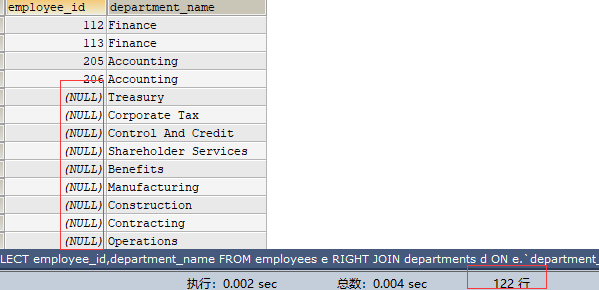 employee_id department_name
112 Finance
113 Finance
205 Accounting
206 Accounting
(NULL) Treasury
(NULL) Corporate Tax
(NULL) Control And Credit
(NULL) Shareholder Services
(NULL) Benefits
(NULL) Manufacturing
(NULL) Construction
(NULL) Contracting
(NULL) Operations
LECT employee_id,department_name FROM employees e RIGHT JOIN departments d ON e.`department_
执行: 0.002 sec 总数: 0.004 sec 122 行